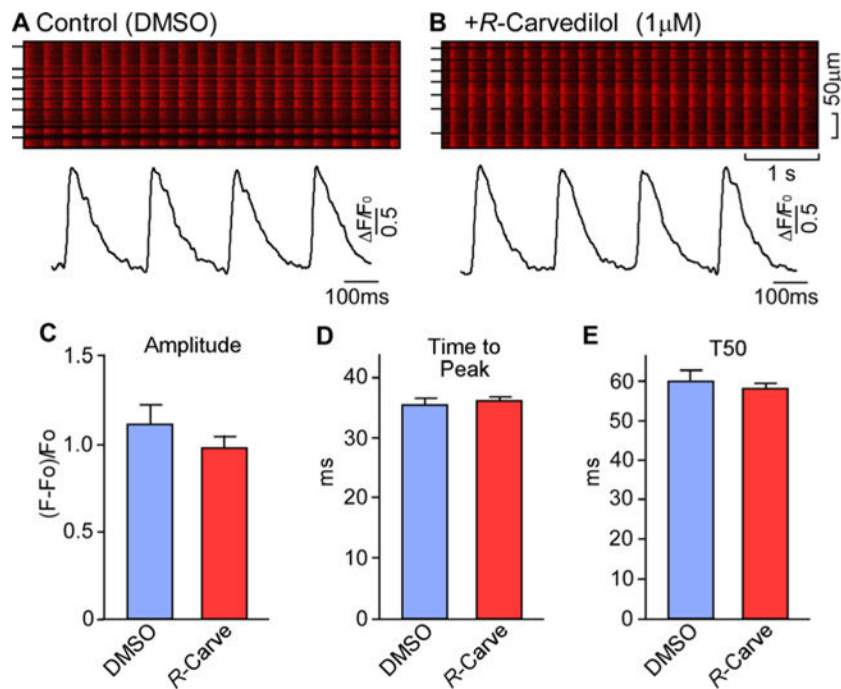 A Control (DMSO)
B +R-Carvedilol (1μM)
50μm
1 s
ΔF/F0
0.5
100ms
ΔF/F0
0.5
100ms
C Amplitude
1.5
1.0
0.5
0
(F-Fo)/Fo
DMSO
R-Carve
D Time to
Peak
40
30
20
10
0
ms
DMSO
R-Carve
E T50
60
50
40
30
20
10
0
ms
DMSO
R-Carve